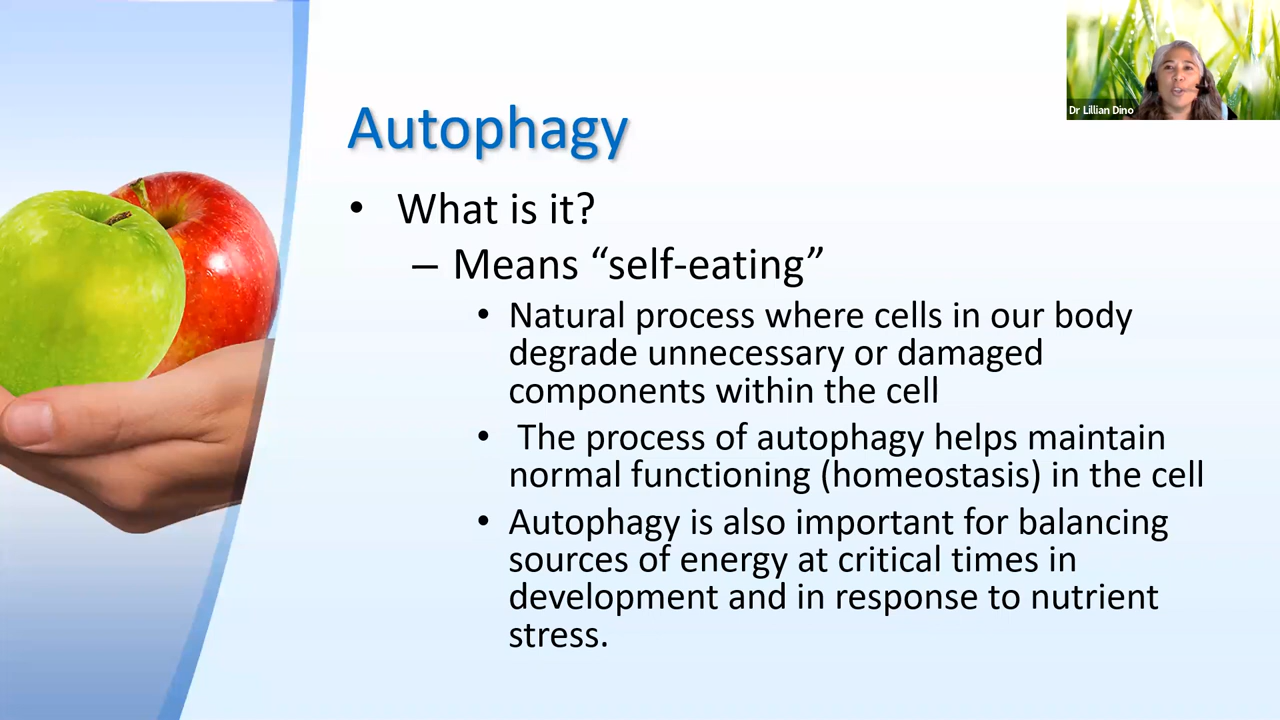 Dr Lillian Dino
Autophagy
• What is it?
– Means “self-eating”
• Natural process where cells in our body
degrade unnecessary or damaged
components within the cell
• The process of autophagy helps maintain
normal functioning (homeostasis) in the cell
• Autophagy is also important for balancing
sources of energy at critical times in
development and in response to nutrient
stress.